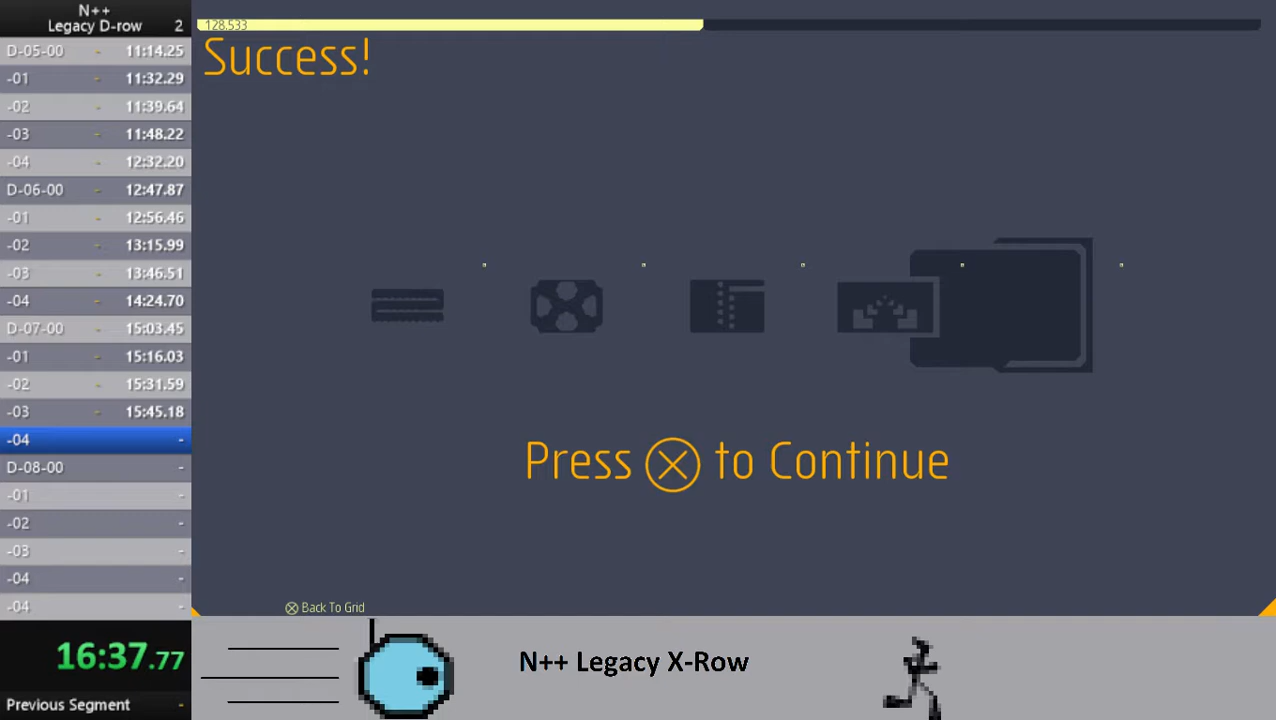 N++
Legacy D-row 2
D-05-00 - 11:14.25
-01 - 11:32.29
-02 - 11:39.64
-03 - 11:48.22
-04 - 12:32.20
D-06-00 - 12:47.87
-01 - 12:56.46
-02 - 13:15.99
-03 - 13:46.51
-04 - 14:24.70
D-07-00 - 15:03.45
-01 - 15:16.03
-02 - 15:31.59
-03 - 15:45.18
-04 -
D-08-00 -
-01 -
-02 -
-03 -
-04 -
-04 -
16:37.77
Previous Segment -
128.533
Success!
Press X to Continue
X Back To Grid
N++ Legacy X-Row